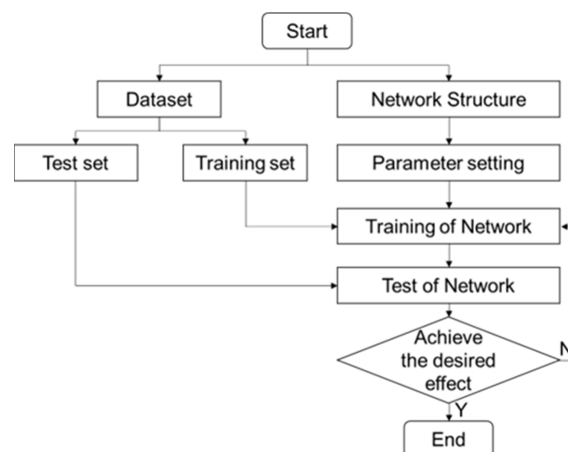 Start
Dataset
Network Structure
Test set
Training set
Parameter setting
Training of Network
Test of Network
Achieve
the desired
effect
N
Y
End